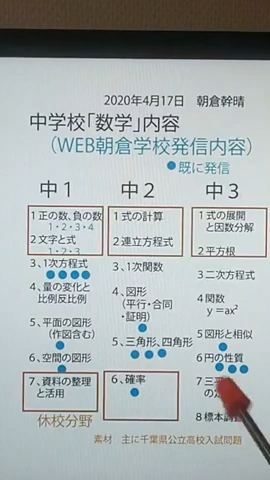 2020年4月17日　朝倉幹晴
中学校「数学」内容
（WEB朝倉学校発信内容）
●既に発信
中1
1 正の数、負の数
1・2・3・4
2 文字と式
1・2・3
3、1次方程式
4、量の変化と
比例反比例
5、平面の図形
（作図含む）
6、空間の図形
7、資料の整理
と活用
休校分野
中2
1 式の計算
2 連立方程式
3、1次関数
4、図形
（平行・合同
・証明）
5、三角形、四角形
6、確率
中3
1 式の展開
と因数分解
2 平方根
3 二次方程式
4 関数
y＝ax²
5 図形と相似
6 円の性質
7 三平
の定
8 標本調査
素材　主に千葉県公立高校入試問題